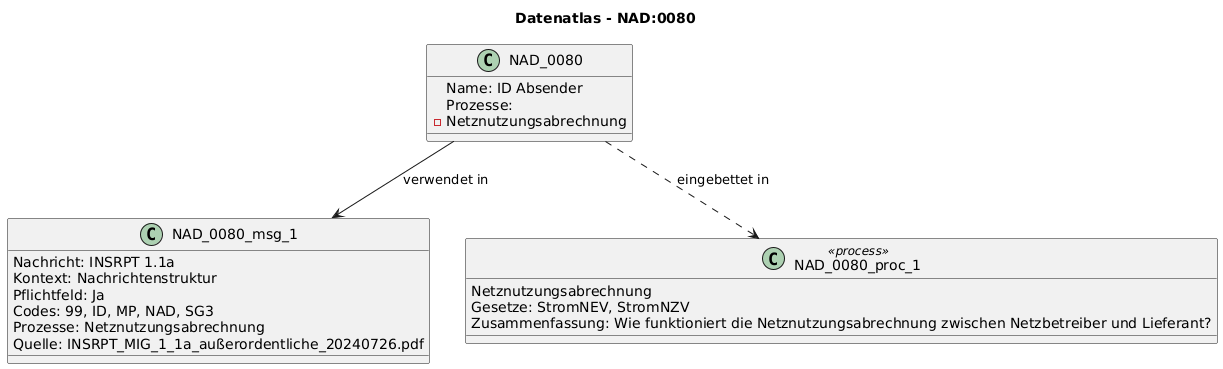 Datenatlas - NAD:0080
C NAD_0080
Name: ID Absender
Prozesse:
Netznutzungsabrechnung
verwendet in
eingebettet in
C NAD_0080_msg_1
Nachricht: INSRPT 1.1a
Kontext: Nachrichtenstruktur
Pflichtfeld: Ja
Codes: 99, ID, MP, NAD, SG3
Prozesse: Netznutzungsabrechnung
Quelle: INSRPT_MIG_1_1a_außerordentliche_20240726.pdf
«process»
C NAD_0080_proc_1
Netznutzungsabrechnung
Gesetze: StromNEV, StromNZV
Zusammenfassung: Wie funktioniert die Netznutzungsabrechnung zwischen Netzbetreiber und Lieferant?